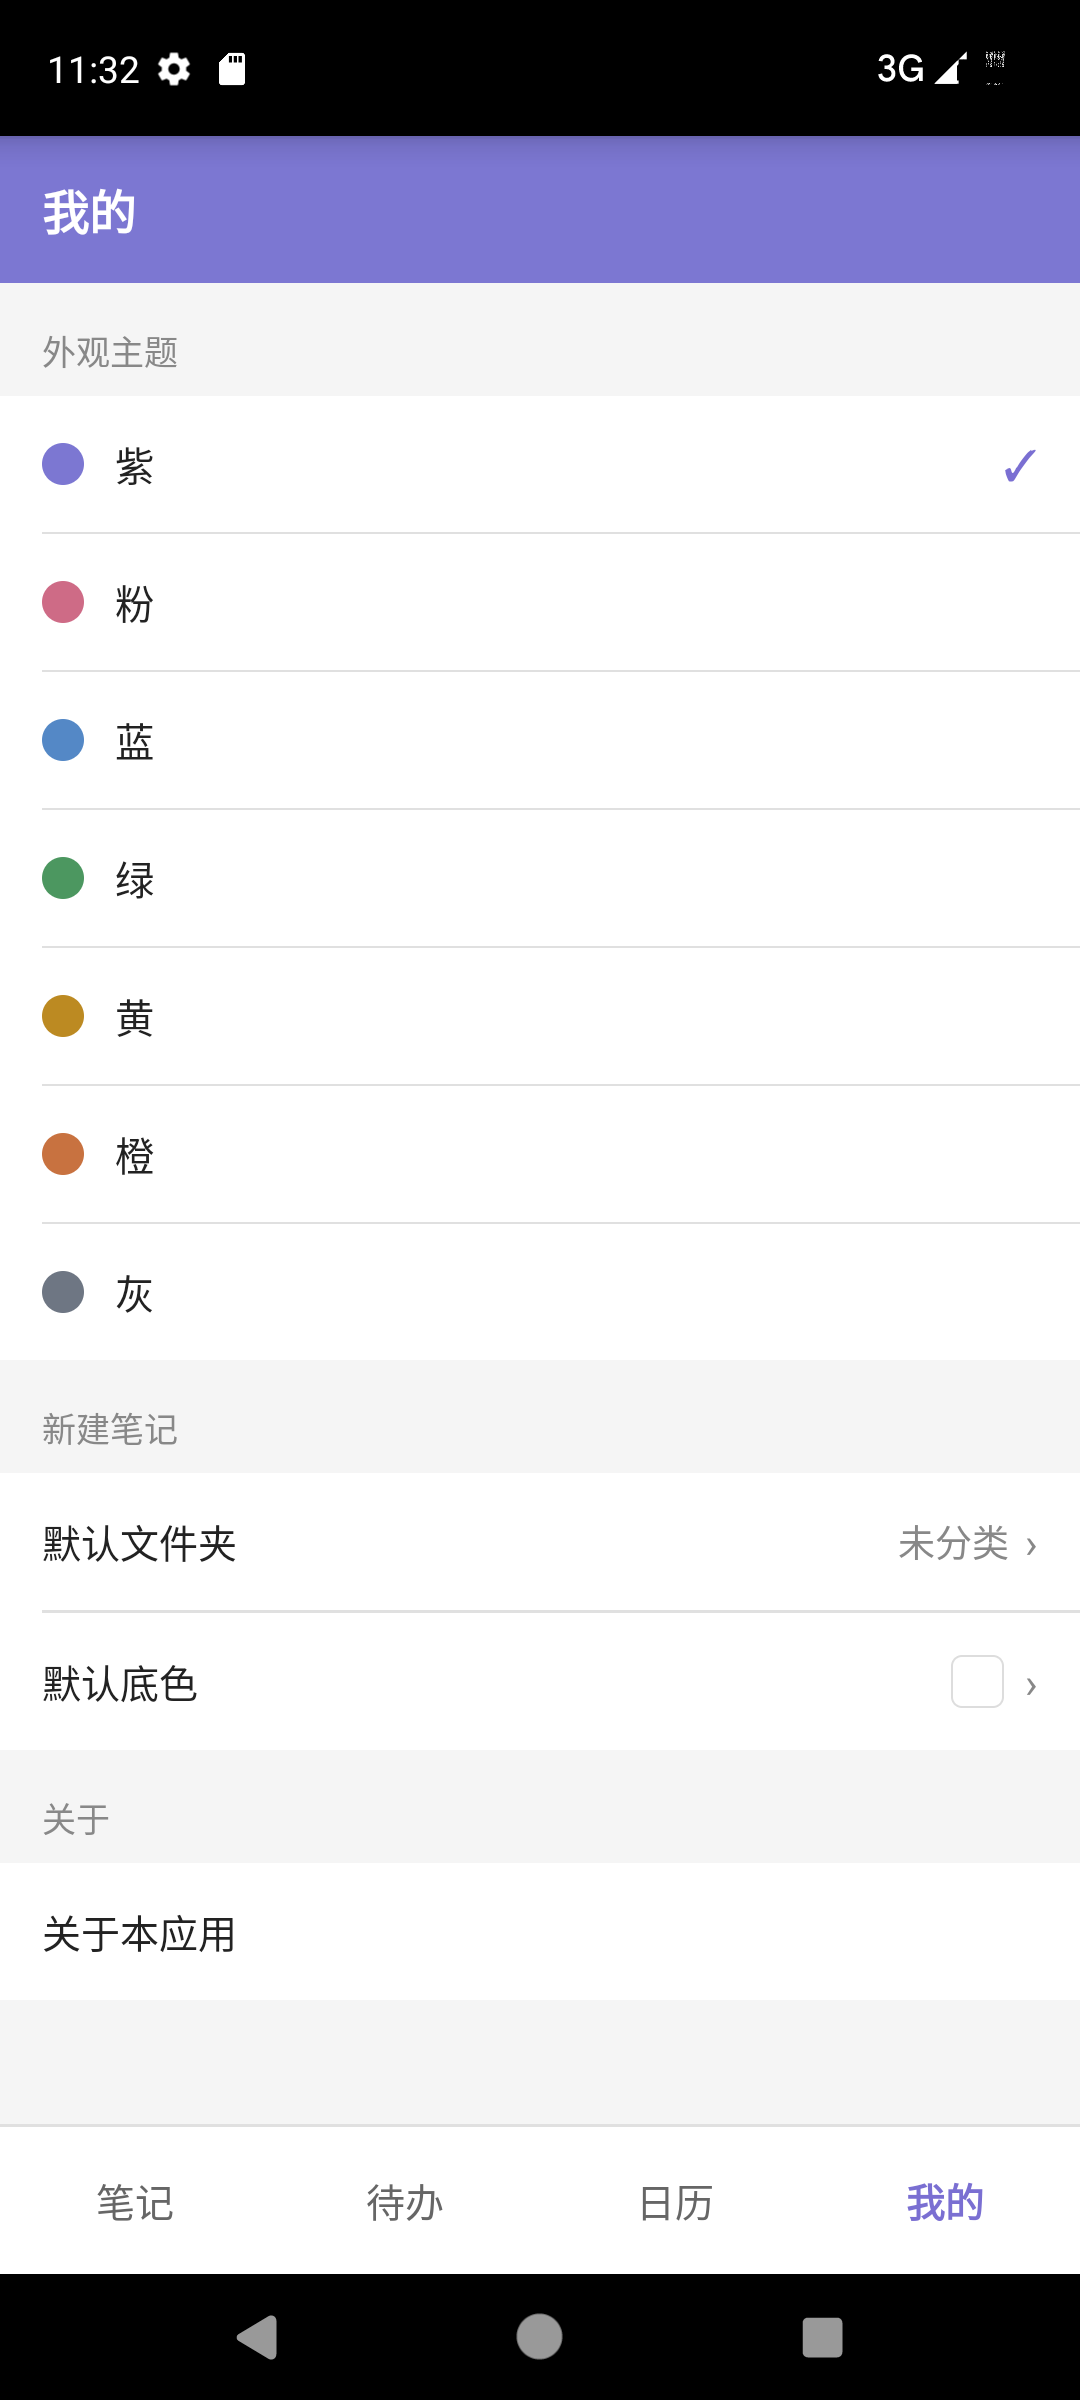 11:32
3G
我的
外观主题
紫
粉
蓝
绿
黄
橙
灰
新建笔记
默认文件夹 未分类 ›
默认底色 ›
关于
关于本应用
笔记 待办 日历 我的